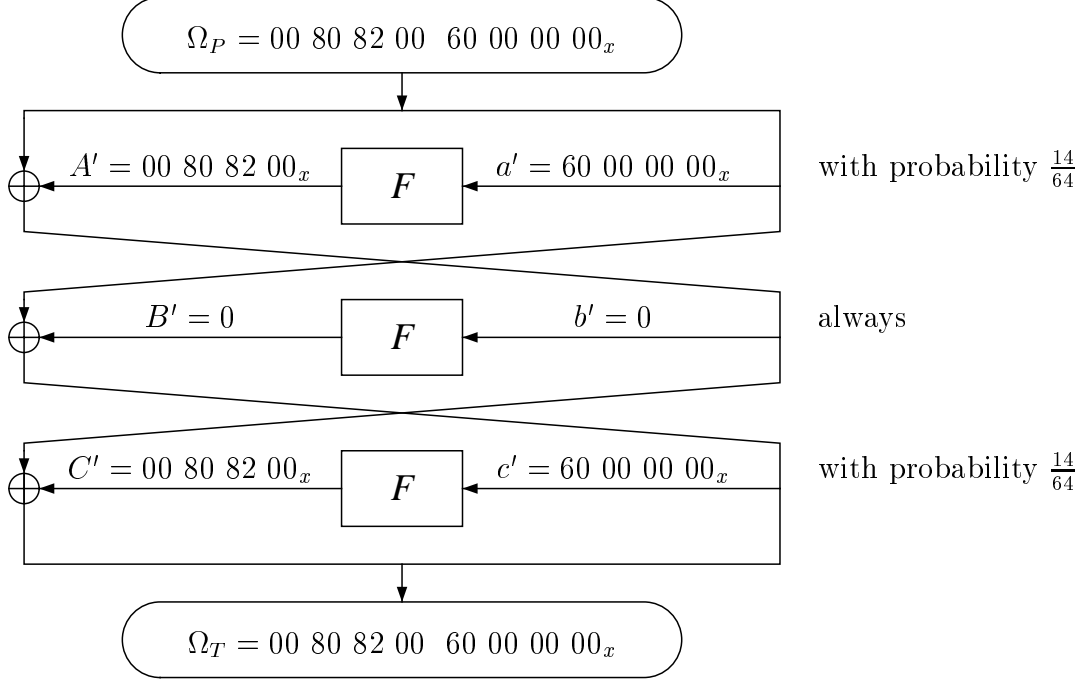 Ω_P = 00 80 82 00 60 00 00 00_x
A′ = 00 80 82 00_x F a′ = 60 00 00 00_x with probability 14/64
B′ = 0 F b′ = 0 always
C′ = 00 80 82 00_x F c′ = 60 00 00 00_x with probability 14/64
Ω_T = 00 80 82 00 60 00 00 00_x